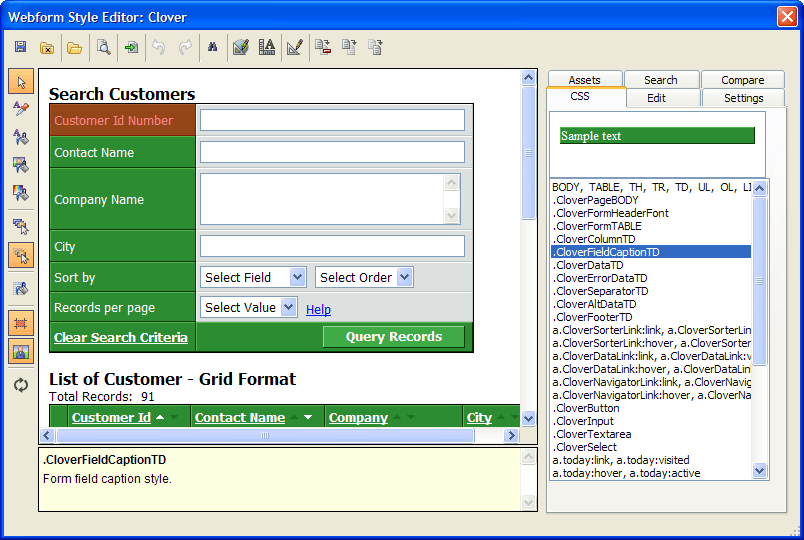 Webform Style Editor: Clover
Search Customers
Customer Id Number
Contact Name
Company Name
City
Sort by
Select Field
Select Order
Records per page
Select Value
Help
Clear Search Criteria
Query Records
List of Customer - Grid Format
Total Records: 91
Customer Id
Contact Name
Company
City
.CloverFieldCaptionTD
Form field caption style.
Assets
Search
Compare
CSS
Edit
Settings
Sample text
BODY, TABLE, TH, TR, TD, UL, OL, LI
.CloverPageBODY
.CloverFormHeaderFont
.CloverFormTABLE
.CloverColumnTD
.CloverFieldCaptionTD
.CloverDataTD
.CloverErrorDataTD
.CloverSeparatorTD
.CloverAltDataTD
.CloverFooterTD
a.CloverSorterLink:link, a.CloverSorterLin
a.CloverSorterLink:hover, a.CloverSorterL
a.CloverDataLink:link, a.CloverDataLink:v
a.CloverDataLink:hover, a.CloverDataLink
a.CloverNavigatorLink:link, a.CloverNavig
a.CloverNavigatorLink:hover, a.CloverNa
.CloverButton
.CloverInput
.CloverTextarea
.CloverSelect
a.today:link, a.today:visited
a.today:hover, a.today:active